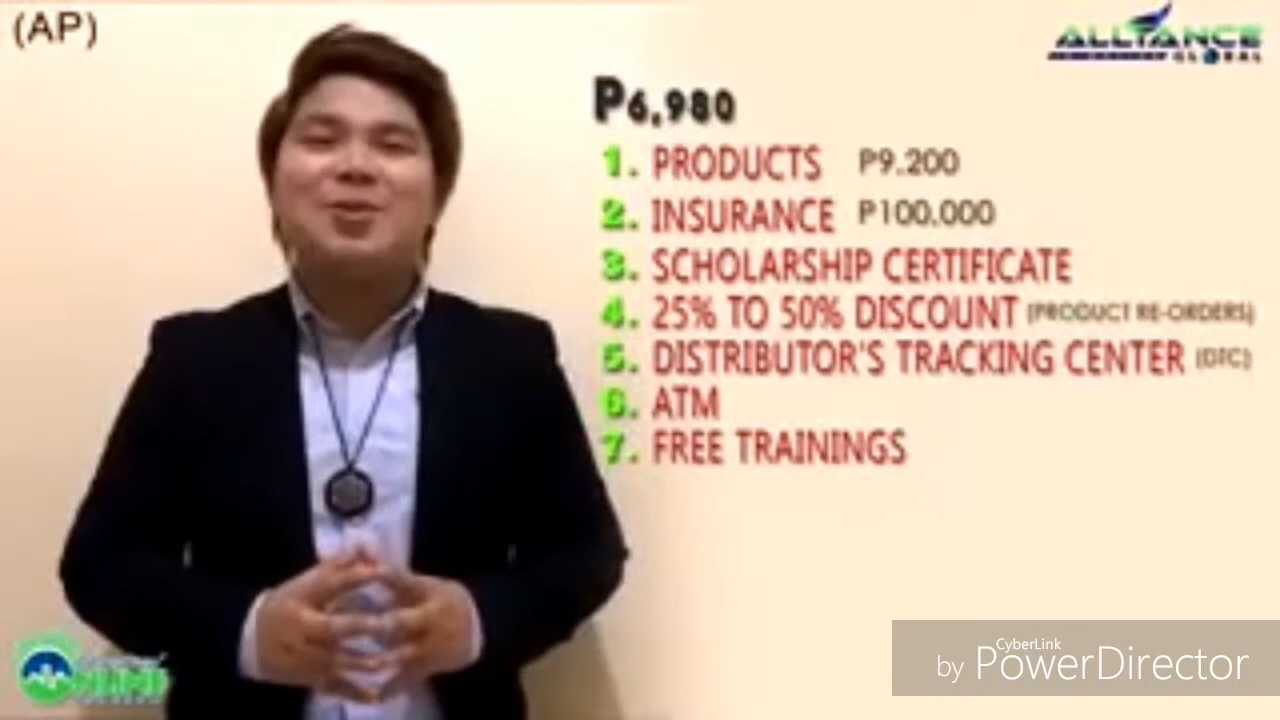 (AP)
ALLIANCE
GLOBAL
P6,980
1. PRODUCTS P9.200
2. INSURANCE P100.000
3. SCHOLARSHIP CERTIFICATE
4. 25% TO 50% DISCOUNT (PRODUCT RE-ORDERS)
5. DISTRIBUTOR'S TRACKING CENTER (DTC)
6. ATM
7. FREE TRAININGS
CyberLink
by PowerDirector